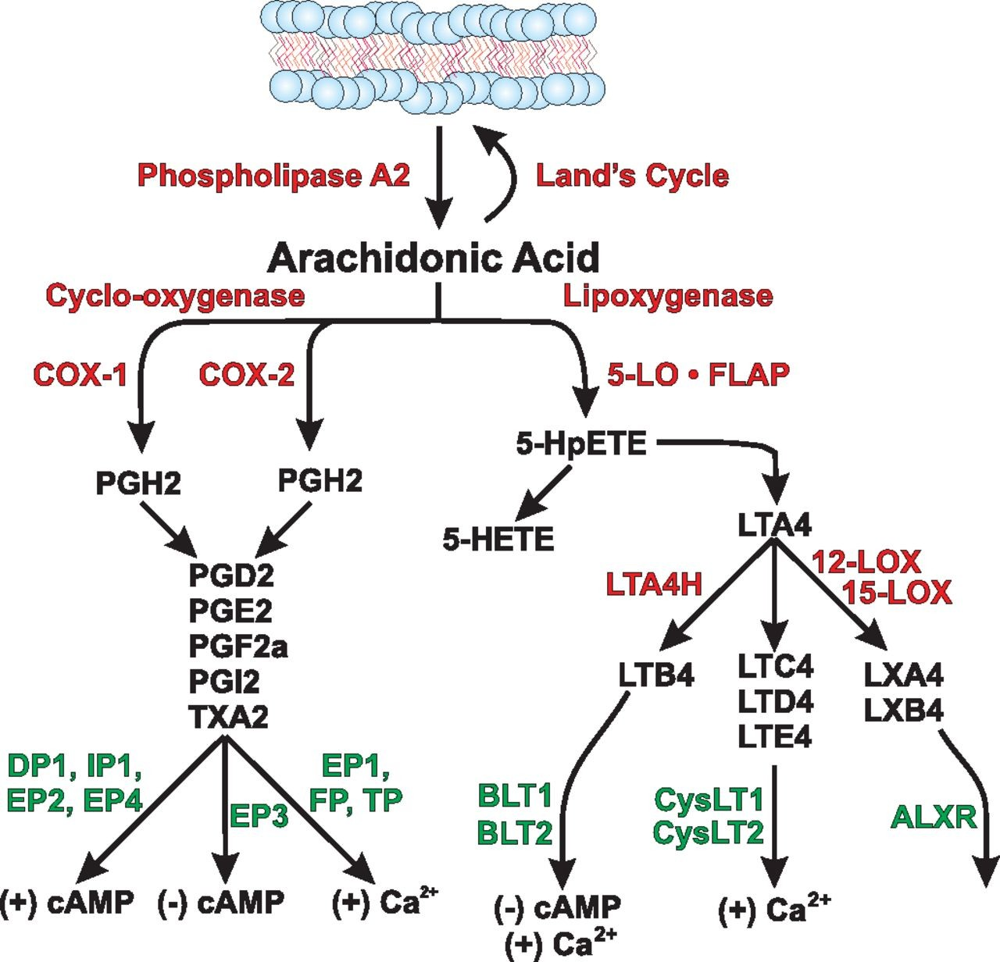 Phospholipase A2
Land's Cycle
Arachidonic Acid
Cyclo-oxygenase
Lipoxygenase
COX-1
COX-2
5-LO • FLAP
5-HpETE
PGH2
PGH2
5-HETE
LTA4
12-LOX
15-LOX
LTA4H
PGD2
PGE2
PGF2a
PGI2
TXA2
LTB4
LTC4
LTD4
LTE4
LXA4
LXB4
DP1, IP1,
EP2, EP4
EP3
EP1,
FP, TP
BLT1
BLT2
CysLT1
CysLT2
ALXR
(+) cAMP
(-) cAMP
(+) Ca²⁺
(-) cAMP
(+) Ca²⁺
(+) Ca²⁺